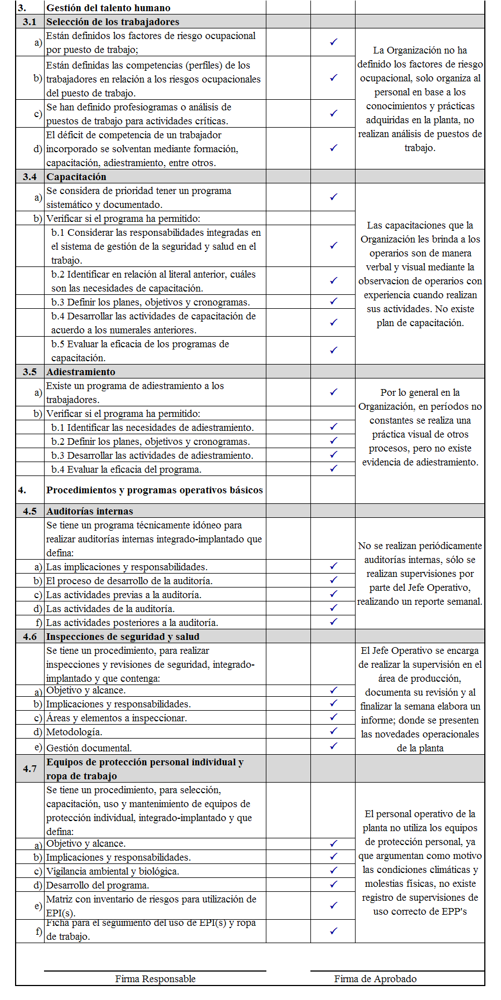 3. Gestión del talento humano
3.1 Selección de los trabajadores
a) Están definidos los factores de riesgo ocupacional
por puesto de trabajo;
✓
b) Están definidas las competencias (perfiles) de los
trabajadores en relación a los riesgos ocupacionales
del puesto de trabajo.
✓
c) Se han definido profesiogramas o análisis de
puestos de trabajo para actividades críticas.
✓
d) El déficit de competencia de un trabajador
incorporado se solventan mediante formación,
capacitación, adiestramiento, entre otros.
✓
La Organización no ha
definido los factores de riesgo
ocupacional, solo organiza al
personal en base a los
conocimientos y prácticas
adquiridas en la planta, no
realizan análisis de puestos de
trabajo.
3.4 Capacitación
a) Se considera de prioridad tener un programa
sistemático y documentado.
✓
b) Verificar si el programa ha permitido:
b.1 Considerar las responsabilidades integradas en
el sistema de gestión de la seguridad y salud en el
trabajo.
✓
b.2 Identificar en relación al literal anterior, cuáles
son las necesidades de capacitación.
✓
b.3 Definir los planes, objetivos y cronogramas. ✓
b.4 Desarrollar las actividades de capacitación de
acuerdo a los numerales anteriores.
✓
b.5 Evaluar la eficacia de los programas de
capacitación.
✓
Las capacitaciones que la
Organización les brinda a los
operarios son de manera
verbal y visual mediante la
observacion de operarios con
experiencia cuando realizan
sus actividades. No existe
plan de capacitación.
3.5 Adiestramiento
a) Existe un programa de adiestramiento a los
trabajadores.
✓
b) Verificar si el programa ha permitido:
b.1 Identificar las necesidades de adiestramiento. ✓
b.2 Definir los planes, objetivos y cronogramas. ✓
b.3 Desarrollar las actividades de adiestramiento. ✓
b.4 Evaluar la eficacia del programa. ✓
Por lo general en la
Organización, en períodos no
constantes se realiza una
práctica visual de otros
procesos, pero no existe
evidencia de adiestramiento.
4. Procedimientos y programas operativos básicos
4.5 Auditorías internas
Se tiene un programa técnicamente idóneo para
realizar auditorías internas integrado-implantado que
defina:
a) Las implicaciones y responsabilidades. ✓
b) El proceso de desarrollo de la auditoría. ✓
c) Las actividades previas a la auditoría. ✓
d) Las actividades de la auditoría. ✓
f) Las actividades posteriores a la auditoría. ✓
No se realizan periódicamente
auditorías internas, sólo se
realizan supervisiones por
parte del Jefe Operativo,
realizando un reporte semanal.
4.6 Inspecciones de seguridad y salud
Se tiene un procedimiento, para realizar
inspecciones y revisiones de seguridad, integrado-
implantado y que contenga:
a) Objetivo y alcance. ✓
b) Implicaciones y responsabilidades. ✓
c) Áreas y elementos a inspeccionar. ✓
d) Metodología. ✓
e) Gestión documental. ✓
El Jefe Operativo se encarga
de realizar la supervisión en el
área de producción,
documenta su revisión y al
finalizar la semana elabora un
informe; donde se presenten
las novedades operacionales
de la planta
4.7 Equipos de protección personal individual y
ropa de trabajo
Se tiene un procedimiento, para selección,
capacitación, uso y mantenimiento de equipos de
protección individual, integrado-implantado y que
defina:
a) Objetivo y alcance. ✓
b) Implicaciones y responsabilidades. ✓
c) Vigilancia ambiental y biológica. ✓
d) Desarrollo del programa. ✓
e) Matriz con inventario de riesgos para utilización de
EPI(s).
✓
f) Ficha para el seguimiento del uso de EPI(s) y ropa
de trabajo.
✓
El personal operativo de la
planta no utiliza los equipos
de protección personal, ya
que argumentan como motivo
las condiciones climáticas y
molestias físicas, no existe
registro de supervisiones de
uso correcto de EPP's
Firma Responsable Firma de Aprobado